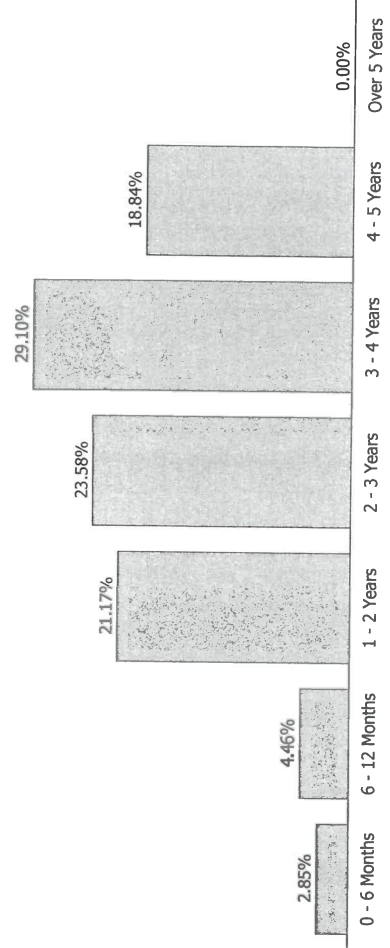 2.85%
4.46%
21.17%
23.58%
29.10%
18.84%
0.00%
0 - 6 Months
6 - 12 Months
1 - 2 Years
2 - 3 Years
3 - 4 Years
4 - 5 Years
Over 5 Years